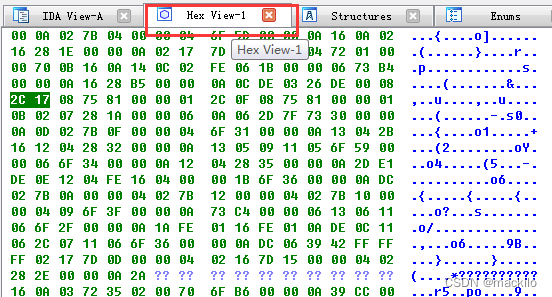 IDA View-A Hex View-1 Structures Enums
00 0A 02 7B 04 00 00 04 6F 5D 00 00 0A 16 0A 02 ...{....o]......
16 28 1E 00 00 0A 02 17 7D 04 72 01 00 .(......}....r..
00 70 0B 16 0A 14 0C 02 FE 06 1B 00 00 06 73 B4 .p............s.
Hex View-1
00 00 0A 16 28 B5 00 00 0A 0C DE 03 26 DE 00 08 ....(.......&...
2C 17 08 75 81 00 00 01 2C 0F 08 75 81 00 00 01 ,..u....,..u....
0B 02 07 28 1A 00 00 06 0A 06 2D 7F 73 30 00 00 ...(......-.s0..
0A 0D 02 7B 0F 00 00 04 6F 31 00 00 0A 13 04 2B ...{....o1.....+
16 12 04 28 32 00 00 0A 13 05 09 11 05 6F 59 00 ...(2........oY.
00 06 6F 34 00 00 0A 12 04 28 35 00 00 0A 2D E1 ..o4.....(5...-.
DE 0E 12 04 FE 16 04 00 00 1B 6F 36 00 00 0A DC ..........o6....
02 7B 0A 00 00 04 02 7B 12 00 00 04 02 7B 10 00 .{.....{.....{..
00 04 09 6F 3F 00 00 0A 73 C4 00 00 06 13 06 11 ...o?...s.......
06 6F 2F 00 00 0A 1A FE 01 16 FE 01 0A DE 0C 11 .o/.............
06 2C 07 11 06 6F 36 00 00 0A DC 06 39 42 FF FF .,...o6.....9B..
FF 02 17 7D 0D 00 00 04 02 16 7D 15 00 00 04 02 ...}......}.....
28 2E 00 00 0A 2A ?? ?? ?? ?? ?? ?? ?? ?? ?? ?? (....*??????????
16 0A 03 72 35 02 00 70 6F B6 00 00 0A 39 CC 00 ...r5..po....9..
CSDN @macklio